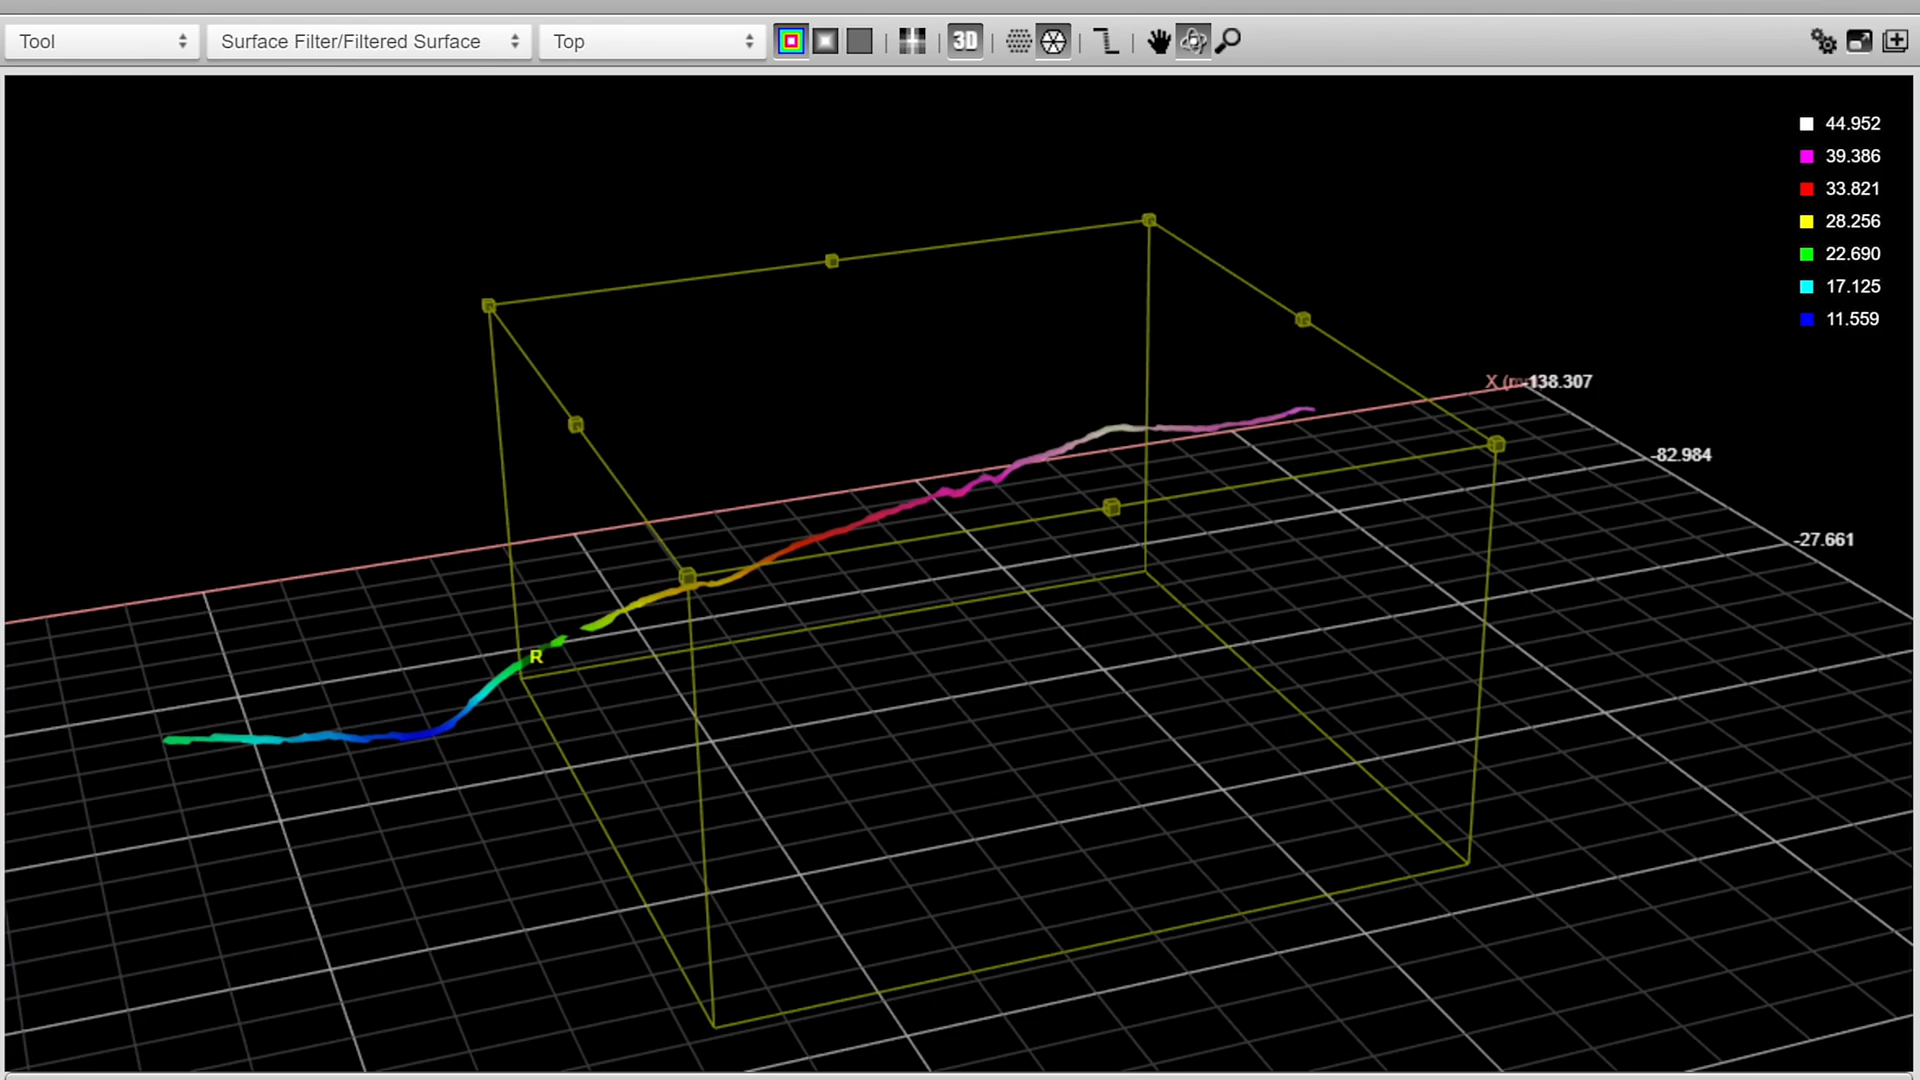 Tool
Surface Filter/Filtered Surface
Top
3D
44.952
39.386
33.821
28.256
22.690
17.125
11.559
X (m
-138.307
-82.984
-27.661
R